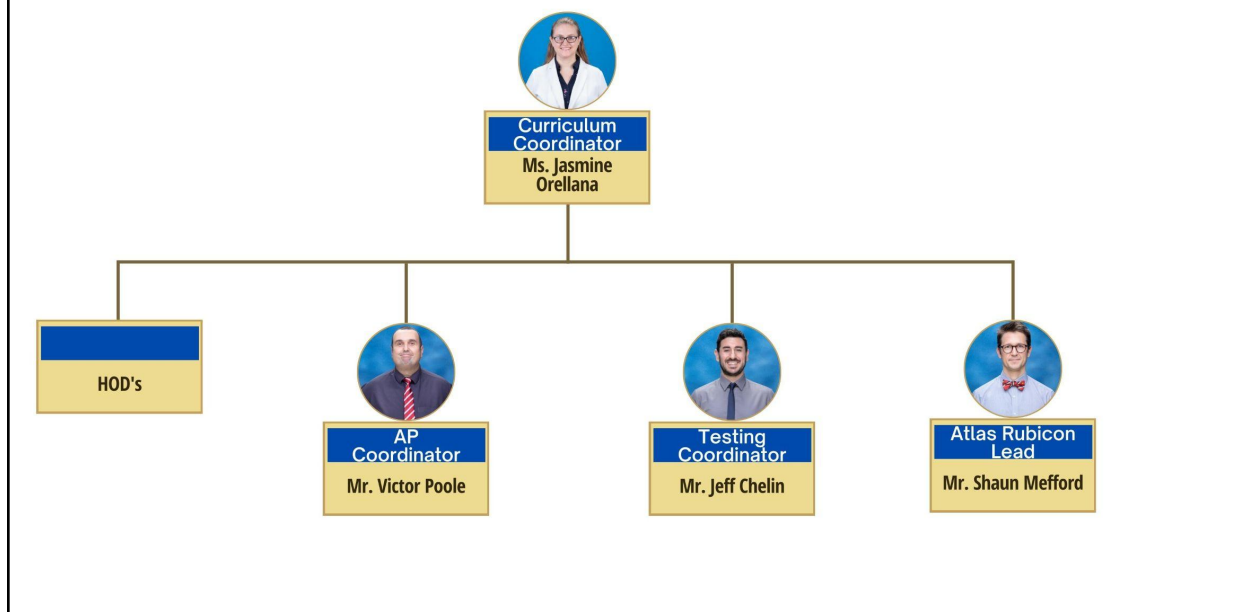 Curriculum
Coordinator
Ms. Jasmine
Orellana
HOD's
AP
Coordinator
Mr. Victor Poole
Testing
Coordinator
Mr. Jeff Chelin
Atlas Rubicon
Lead
Mr. Shaun Mefford